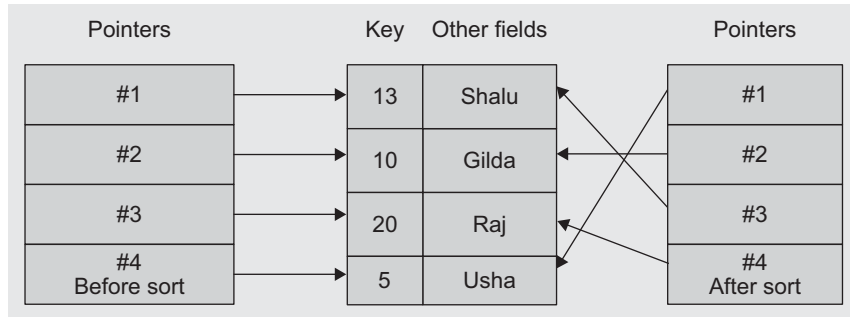 Pointers Key Other fields Pointers
#1 13 Shalu #1
#2 10 Gilda #2
#3 20 Raj #3
#4 5 Usha #4
Before sort After sort